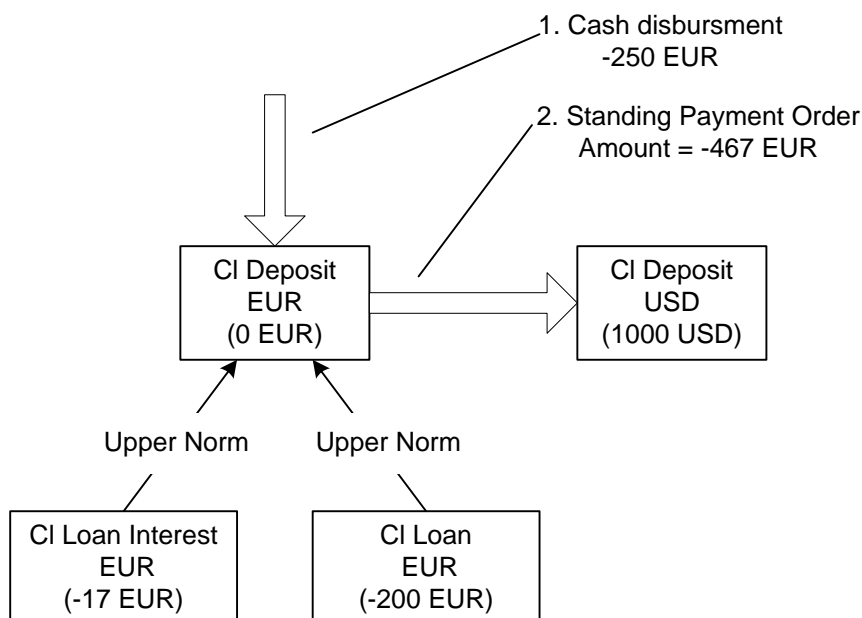 1. Cash disbursment
-250 EUR
2. Standing Payment Order
Amount = -467 EUR
Cl Deposit
EUR
(0 EUR)
Cl Deposit
USD
(1000 USD)
Upper Norm
Upper Norm
Cl Loan Interest
EUR
(-17 EUR)
Cl Loan
EUR
(-200 EUR)